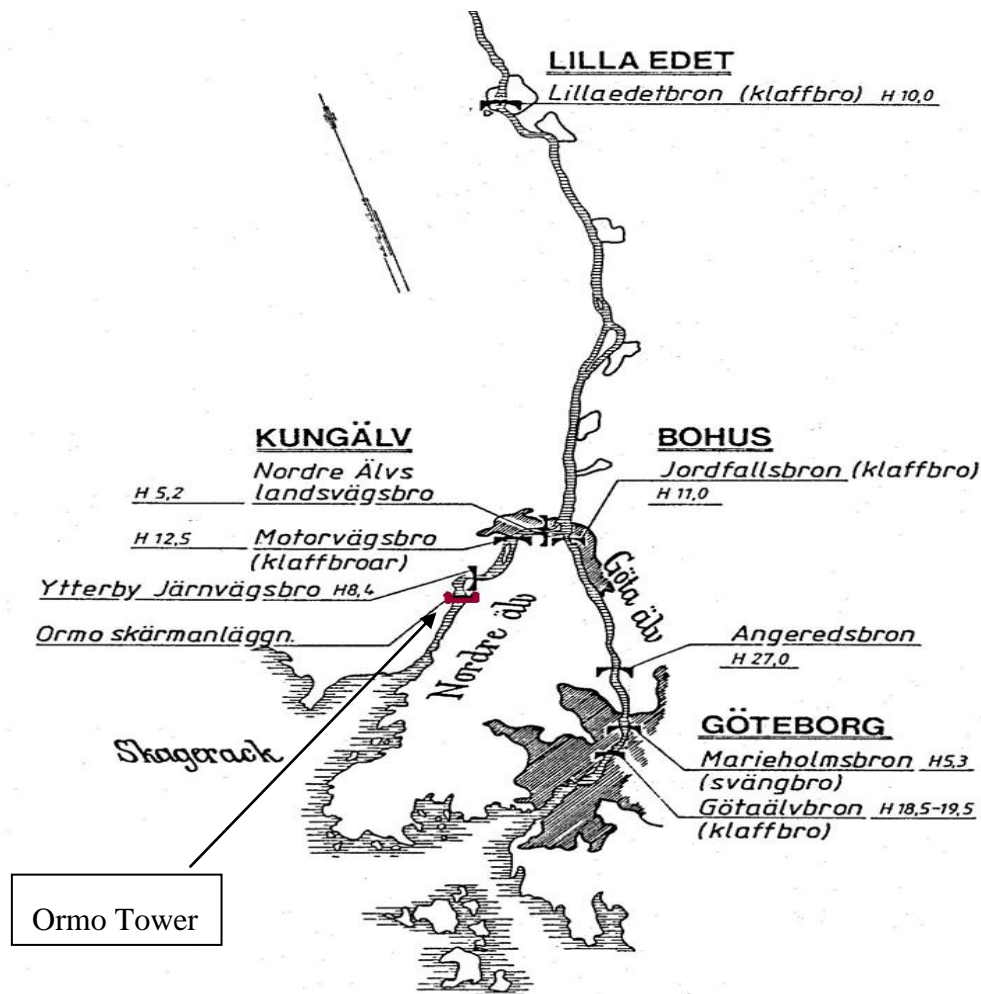 LILLA EDET
Lillaedetbron (klaffbro) H 10,0
KUNGÄLV
Nordre Älvs
H 5,2 landsvägsbro
H 12,5 Motorvägsbro
(klaffbroar)
Ytterby Järnvägsbro H8,4
Ormo skärmanläggn.
BOHUS
Jordfallsbron (klaffbro)
H 11,0
Göta älv
Nordre älv
Angeredsbron
H 27,0
Skagerack
GÖTEBORG
Marieholmsbron H5,3
(svängbro)
Götaälvbron H 18,5-19,5
(klaffbro)
Ormo Tower